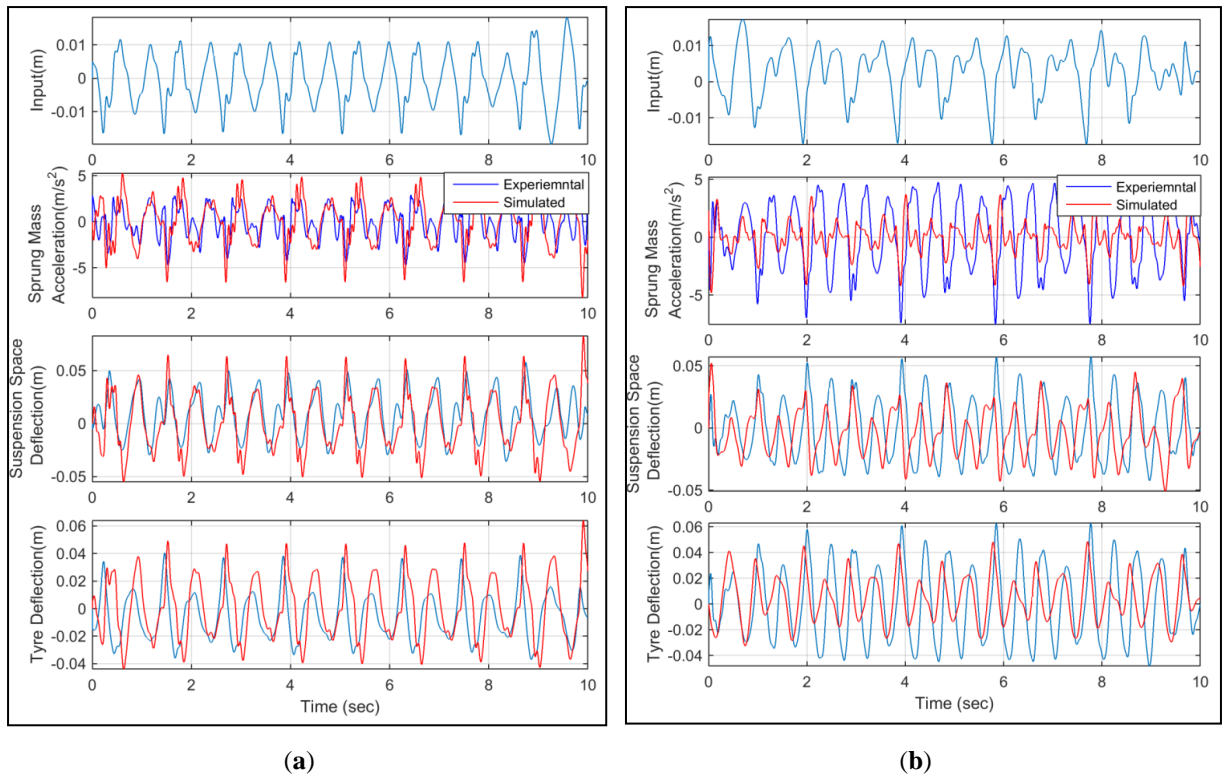 Input(m)
0.01
0
-0.01
0 2 4 6 8 10
Sprung Mass
Acceleration(m/s²)
5
0
-5
Experiemntal
Simulated
0 2 4 6 8 10
Suspension Space
Deflection(m)
0.05
0
-0.05
0 2 4 6 8 10
Tyre Deflection(m)
0.06
0.04
0.02
0
-0.02
-0.04
0 2 4 6 8 10
Time (sec)
(a)
Input(m)
0.01
0
-0.01
0 2 4 6 8 10
Sprung Mass
Acceleration(m/s²)
5
0
-5
Experiemntal
Simulated
0 2 4 6 8 10
Suspension Space
Deflection(m)
0.05
0
-0.05
0 2 4 6 8 10
Tyre Deflection(m)
0.06
0.04
0.02
0
-0.02
-0.04
0 2 4 6 8 10
Time (sec)
(b)